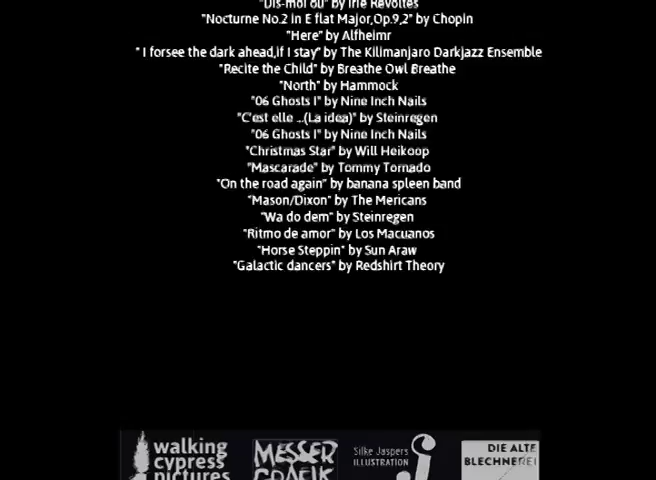 "Dis-moi ou" by Irie Revoltes
"Nocturne No.2 in E flat Major,Op.9,2" by Chopin
"Here" by Alfheimr
" I forsee the dark ahead,if I stay" by The Kilimanjaro Darkjazz Ensemble
"Recite the Child" by Breathe Owl Breathe
"North" by Hammock
"06 Ghosts I" by Nine Inch Nails
"C'est elle ...(La idea)" by Steinregen
"06 Ghosts I" by Nine Inch Nails
"Christmas Star" by Will Heikoop
"Mascarade" by Tommy Tornado
"On the road again" by banana spleen band
"Mason/Dixon" by The Mericans
"Wa do dem" by Steinregen
"Ritmo de amor" by Los Macuanos
"Horse Steppin" by Sun Araw
"Galactic dancers" by Redshirt Theory
walking
cypress
pictures
MESSER
GRAFIK
Silke Jaspers
ILLUSTRATION
DIE ALTE
BLECHNEREI